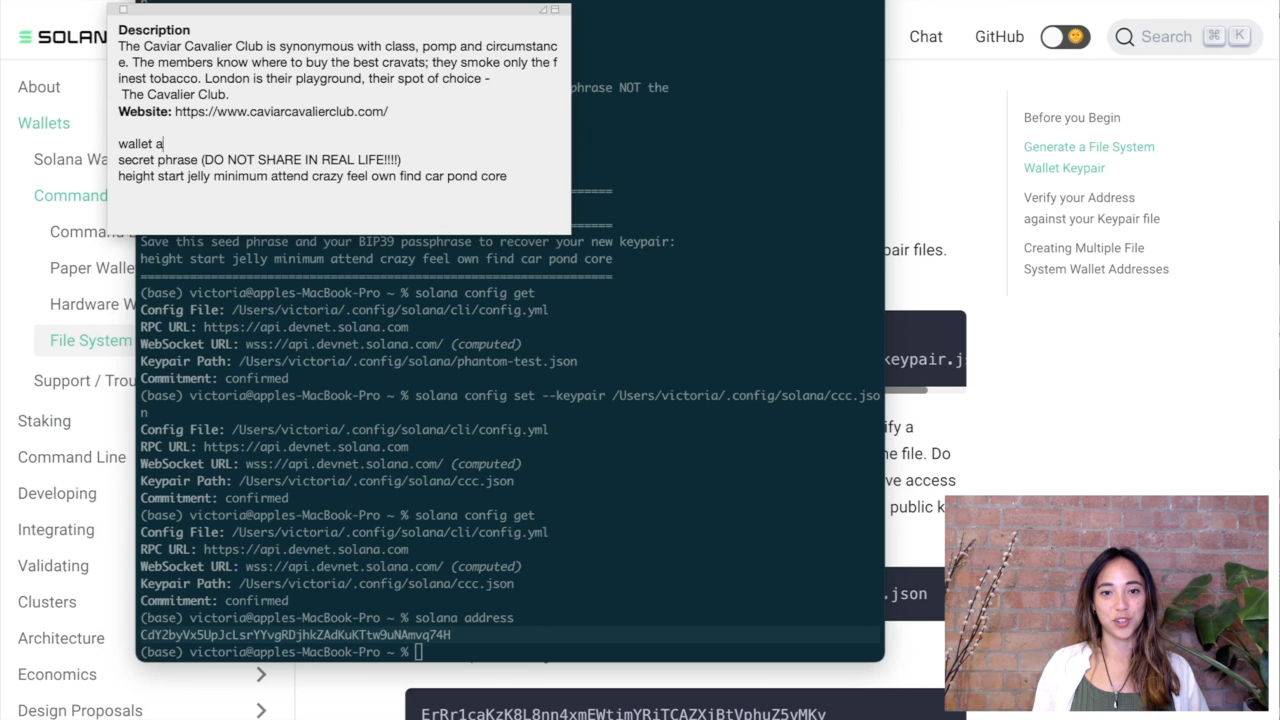 SOLAN
Chat
GitHub
Search
⌘
K
About
Wallets
Solana Wa
Command
Comman
Paper Walle
Hardware W
File System
Support / Trou
Staking
Command Line
Developing
Integrating
Validating
Clusters
Architecture
Economics
Design Proposals
Description
The Caviar Cavalier Club is synonymous with class, pomp and circumstanc
e. The members know where to buy the best cravats; they smoke only the f
inest tobacco. London is their playground, their spot of choice -
The Cavalier Club.
Website: https://www.caviarcavalierclub.com/
wallet a
secret phrase (DO NOT SHARE IN REAL LIFE!!!!)
height start jelly minimum attend crazy feel own find car pond core
phrase NOT the
======
======
Save this seed phrase and your BIP39 passphrase to recover your new keypair:
height start jelly minimum attend crazy feel own find car pond core
================================================================================
(base) victoria@apples-MacBook-Pro ~ % solana config get
Config File: /Users/victoria/.config/solana/cli/config.yml
RPC URL: https://api.devnet.solana.com
WebSocket URL: wss://api.devnet.solana.com/ (computed)
Keypair Path: /Users/victoria/.config/solana/phantom-test.json
Commitment: confirmed
(base) victoria@apples-MacBook-Pro ~ % solana config set --keypair /Users/victoria/.config/solana/ccc.jso
n
Config File: /Users/victoria/.config/solana/cli/config.yml
RPC URL: https://api.devnet.solana.com
WebSocket URL: wss://api.devnet.solana.com/ (computed)
Keypair Path: /Users/victoria/.config/solana/ccc.json
Commitment: confirmed
(base) victoria@apples-MacBook-Pro ~ % solana config get
Config File: /Users/victoria/.config/solana/cli/config.yml
RPC URL: https://api.devnet.solana.com
WebSocket URL: wss://api.devnet.solana.com/ (computed)
Keypair Path: /Users/victoria/.config/solana/ccc.json
Commitment: confirmed
(base) victoria@apples-MacBook-Pro ~ % solana address
CdY2byVx5UpJcLsrYYvgRDjhkZAdKuKTtw9uNAmvq74H
(base) victoria@apples-MacBook-Pro ~ %
pair files.
keypair.j
ify a
he file. Do
ve access
public k
.json
ErRr1caKzK8L8nn4xmEWtimYRiTCAZXjBtVphuZ5vMKy
Before you Begin
Generate a File System
Wallet Keypair
Verify your Address
against your Keypair file
Creating Multiple File
System Wallet Addresses